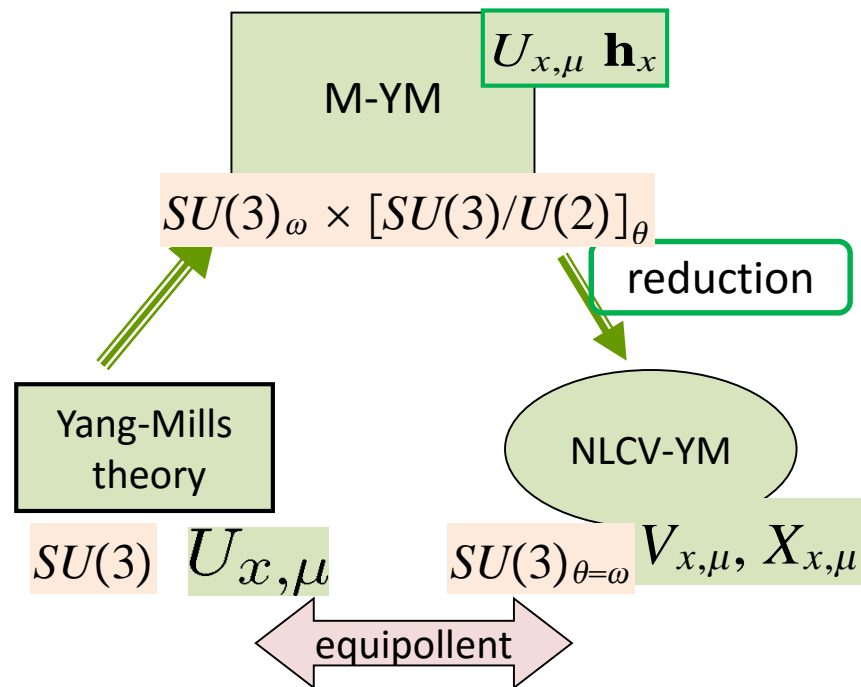 U_{x,μ} 𝐡_x
M-YM
SU(3)_ω × [SU(3)/U(2)]_θ
reduction
Yang-Mills
theory
NLCV-YM
SU(3) U_{x,μ}
SU(3)_{θ=ω} V_{x,μ}, X_{x,μ}
equipollent